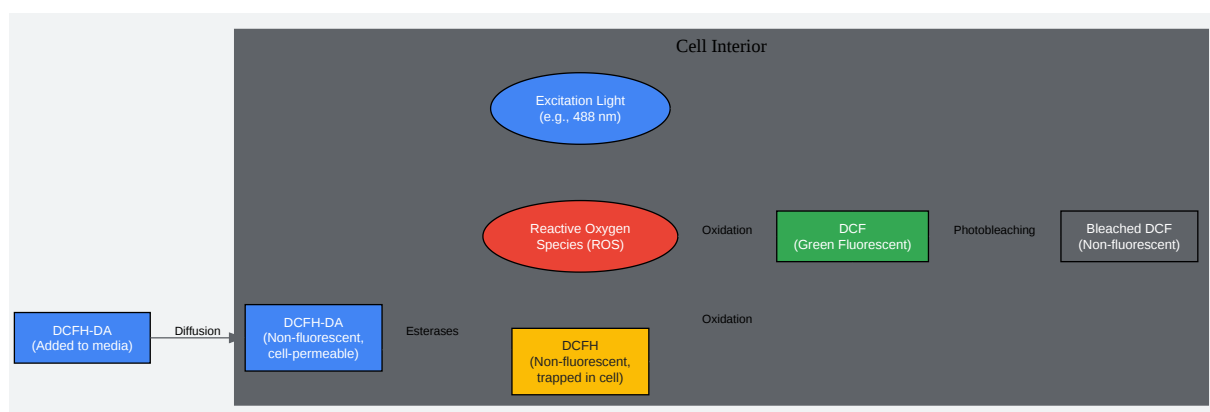 Cell Interior
Excitation Light
(e.g., 488 nm)
Reactive Oxygen
Species (ROS)
Oxidation
DCF
(Green Fluorescent)
Photobleaching
Bleached DCF
(Non-fluorescent)
DCFH-DA
(Added to media)
Diffusion
DCFH-DA
(Non-fluorescent,
cell-permeable)
Esterases
Oxidation
DCFH
(Non-fluorescent,
trapped in cell)